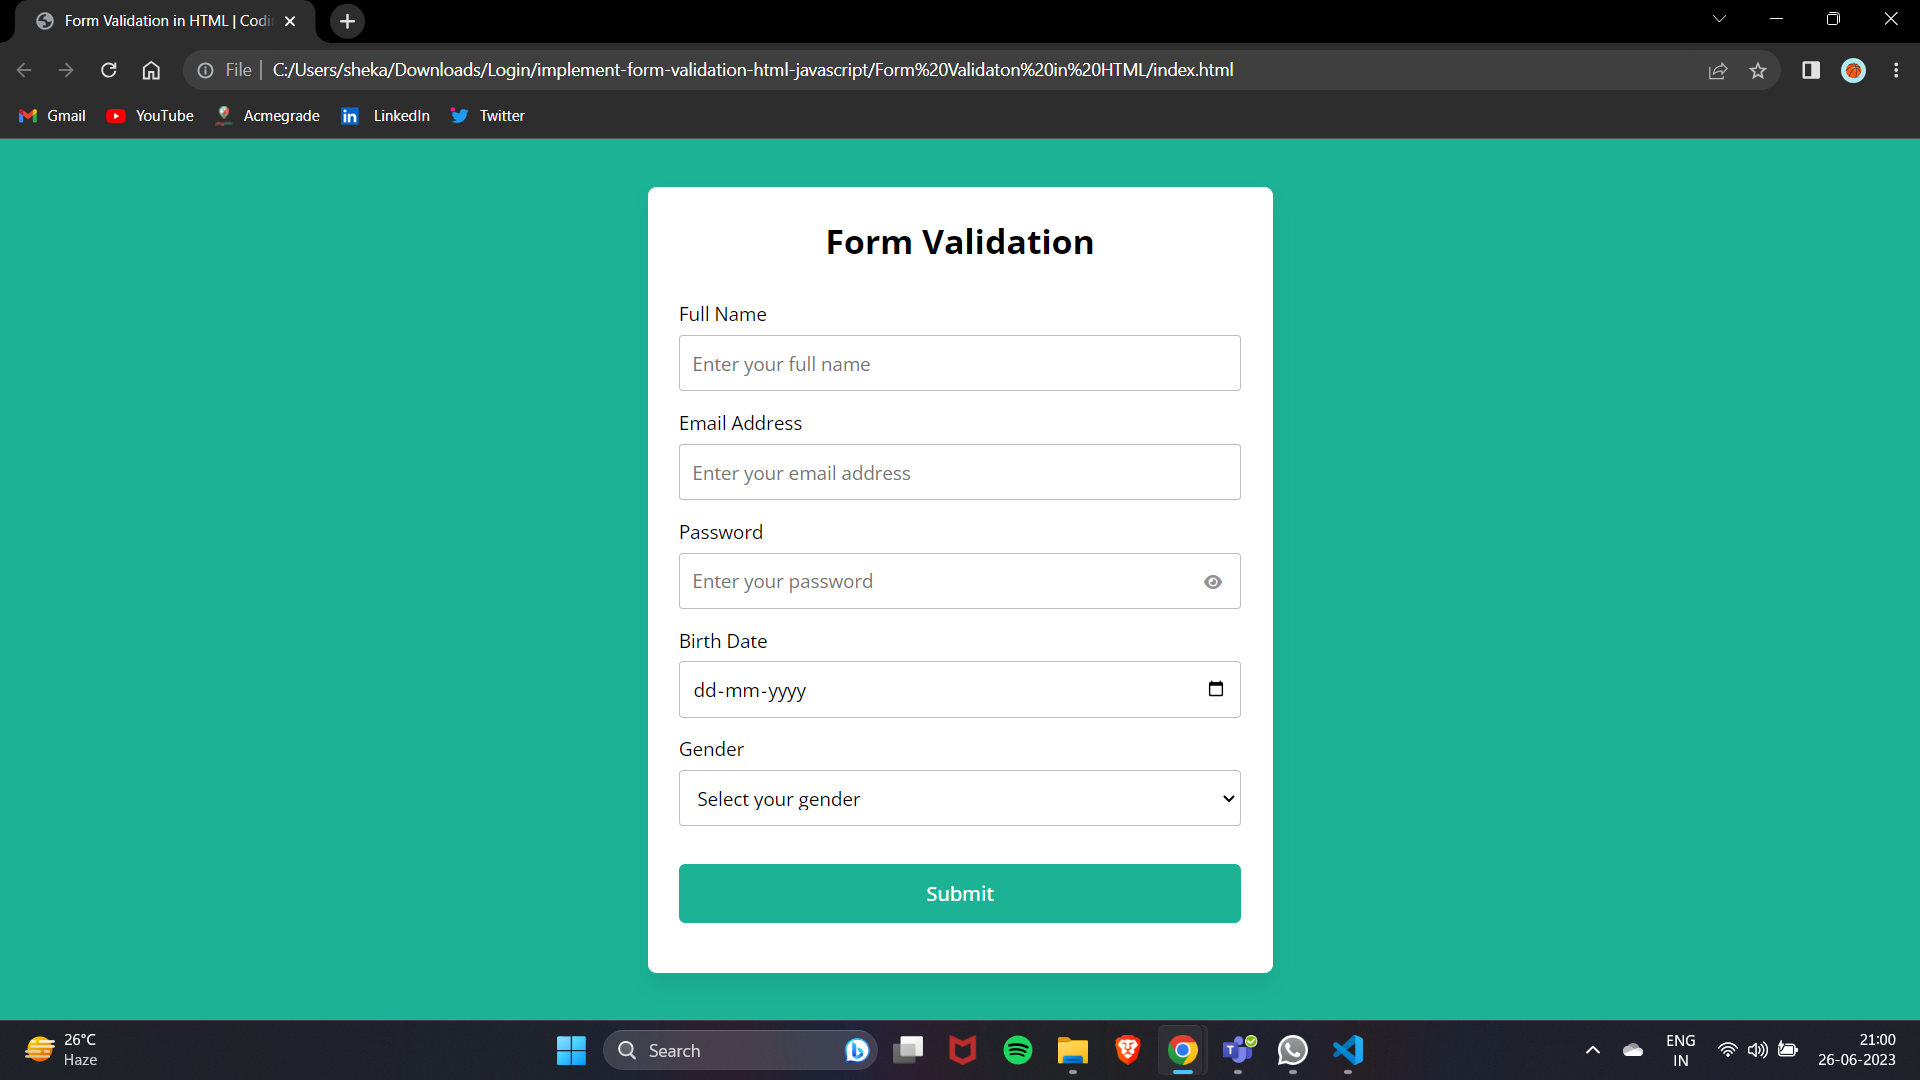 Form Validation in HTML | Codi
File
C:/Users/sheka/Downloads/Login/implement-form-validation-html-javascript/Form%20Validaton%20in%20HTML/index.html
Gmail
YouTube
Acmegrade
LinkedIn
Twitter
Form Validation
Full Name
Enter your full name
Email Address
Enter your email address
Password
Enter your password
Birth Date
dd-mm-yyyy
Gender
Select your gender
Submit
26°C
Haze
Search
ENG
IN
21:00
26-06-2023